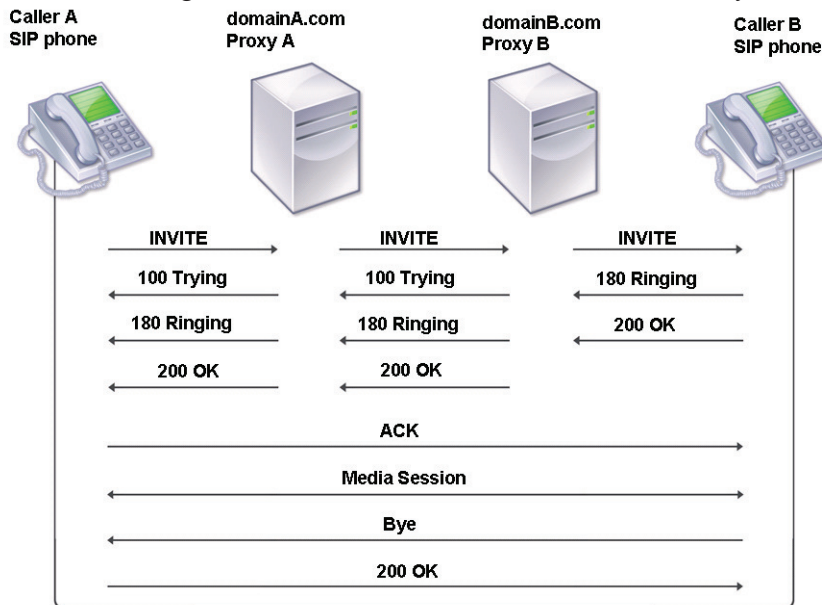 Caller A
SIP phone
domainA.com
Proxy A
domainB.com
Proxy B
Caller B
SIP phone
INVITE
INVITE
INVITE
100 Trying
100 Trying
180 Ringing
180 Ringing
180 Ringing
200 OK
200 OK
200 OK
ACK
Media Session
Bye
200 OK